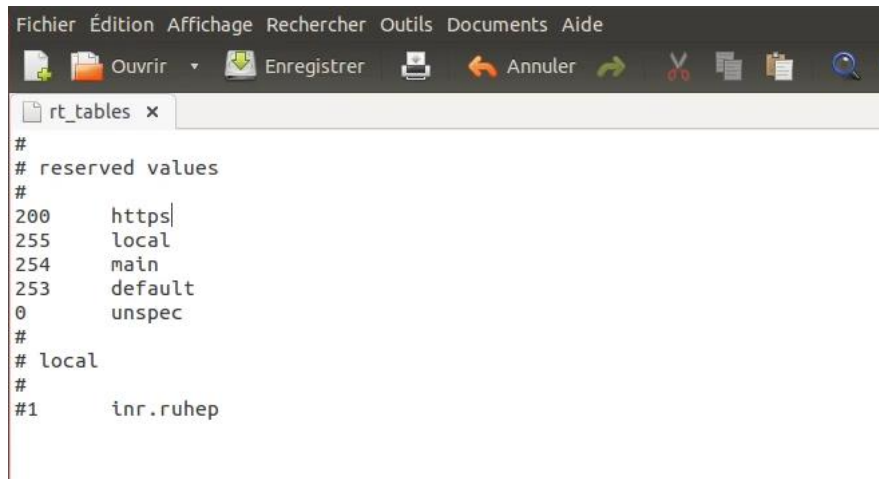 Fichier Édition Affichage Rechercher Outils Documents Aide
Ouvrir Enregistrer Annuler
rt_tables ×
#
# reserved values
#
200 https
255 local
254 main
253 default
0 unspec
#
# local
#
#1 inr.ruhep